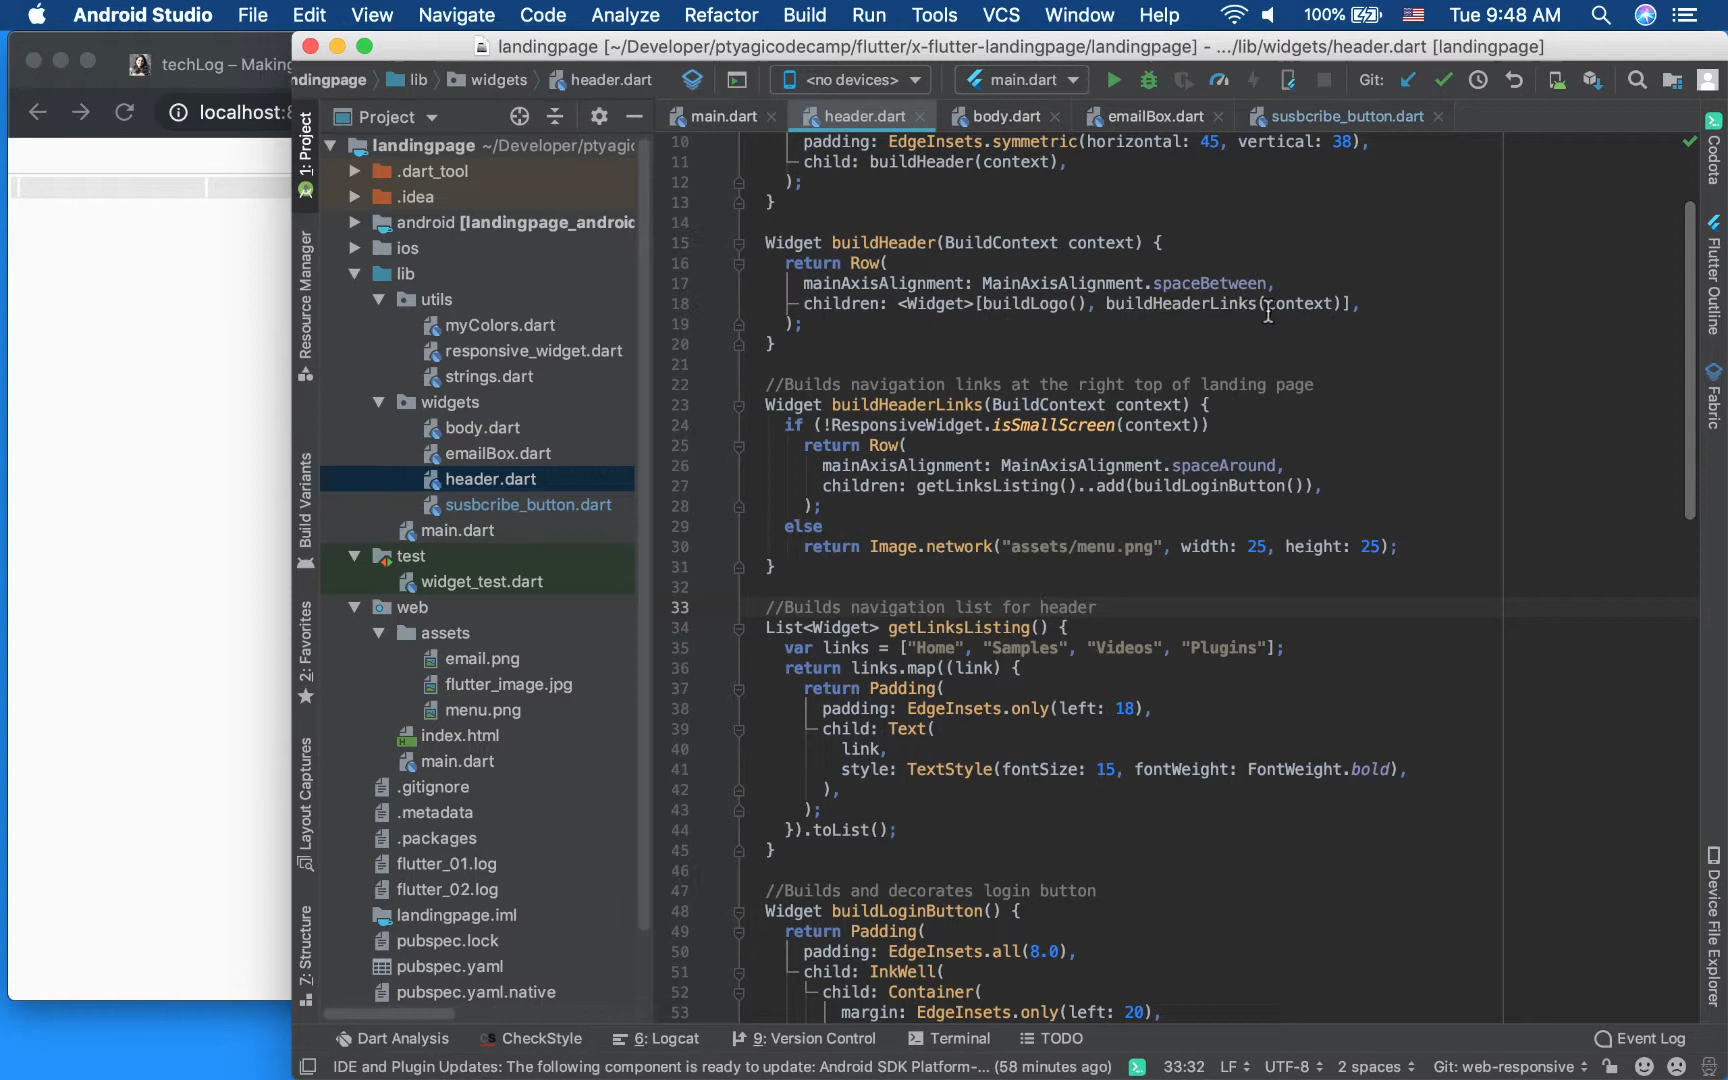 Android Studio File Edit View Navigate Code Analyze Refactor Build Run Tools VCS Window Help 100% Tue 9:48 AM
techLog – Making
localhost:8
landingpage [~/Developer/ptyagicodecamp/flutter/x-flutter-landingpage/landingpage] - .../lib/widgets/header.dart [landingpage]
ndingpage lib widgets header.dart <no devices> main.dart Git:
1: Project
Resource Manager
Build Variants
2: Favorites
Layout Captures
7: Structure
Project
landingpage ~/Developer/ptyagic
.dart_tool
.idea
android [landingpage_android
ios
lib
utils
myColors.dart
responsive_widget.dart
strings.dart
widgets
body.dart
emailBox.dart
header.dart
susbcribe_button.dart
main.dart
test
widget_test.dart
web
assets
email.png
flutter_image.jpg
menu.png
index.html
main.dart
.gitignore
.metadata
.packages
flutter_01.log
flutter_02.log
landingpage.iml
pubspec.lock
pubspec.yaml
pubspec.yaml.native
main.dart header.dart body.dart emailBox.dart susbcribe_button.dart
10 padding: EdgeInsets.symmetric(horizontal: 45, vertical: 38),
11 child: buildHeader(context),
12 );
13 }
14
15 Widget buildHeader(BuildContext context) {
16 return Row(
17 mainAxisAlignment: MainAxisAlignment.spaceBetween,
18 children: <Widget>[buildLogo(), buildHeaderLinks(context)],
19 );
20 }
21
22 //Builds navigation links at the right top of landing page
23 Widget buildHeaderLinks(BuildContext context) {
24 if (!ResponsiveWidget.isSmallScreen(context))
25 return Row(
26 mainAxisAlignment: MainAxisAlignment.spaceAround,
27 children: getLinksListing()..add(buildLoginButton()),
28 );
29 else
30 return Image.network("assets/menu.png", width: 25, height: 25);
31 }
32
33 //Builds navigation list for header
34 List<Widget> getLinksListing() {
35 var links = ["Home", "Samples", "Videos", "Plugins"];
36 return links.map((link) {
37 return Padding(
38 padding: EdgeInsets.only(left: 18),
39 child: Text(
40 link,
41 style: TextStyle(fontSize: 15, fontWeight: FontWeight.bold),
42 ),
43 );
44 }).toList();
45 }
46
47 //Builds and decorates login button
48 Widget buildLoginButton() {
49 return Padding(
50 padding: EdgeInsets.all(8.0),
51 child: InkWell(
52 child: Container(
53 margin: EdgeInsets.only(left: 20),
Codota
Flutter Outline
Fabric
Device File Explorer
Dart Analysis CS CheckStyle 6: Logcat 9: Version Control Terminal TODO Event Log
IDE and Plugin Updates: The following component is ready to update: Android SDK Platform-... (58 minutes ago) 33:32 LF UTF-8 2 spaces Git: web-responsive